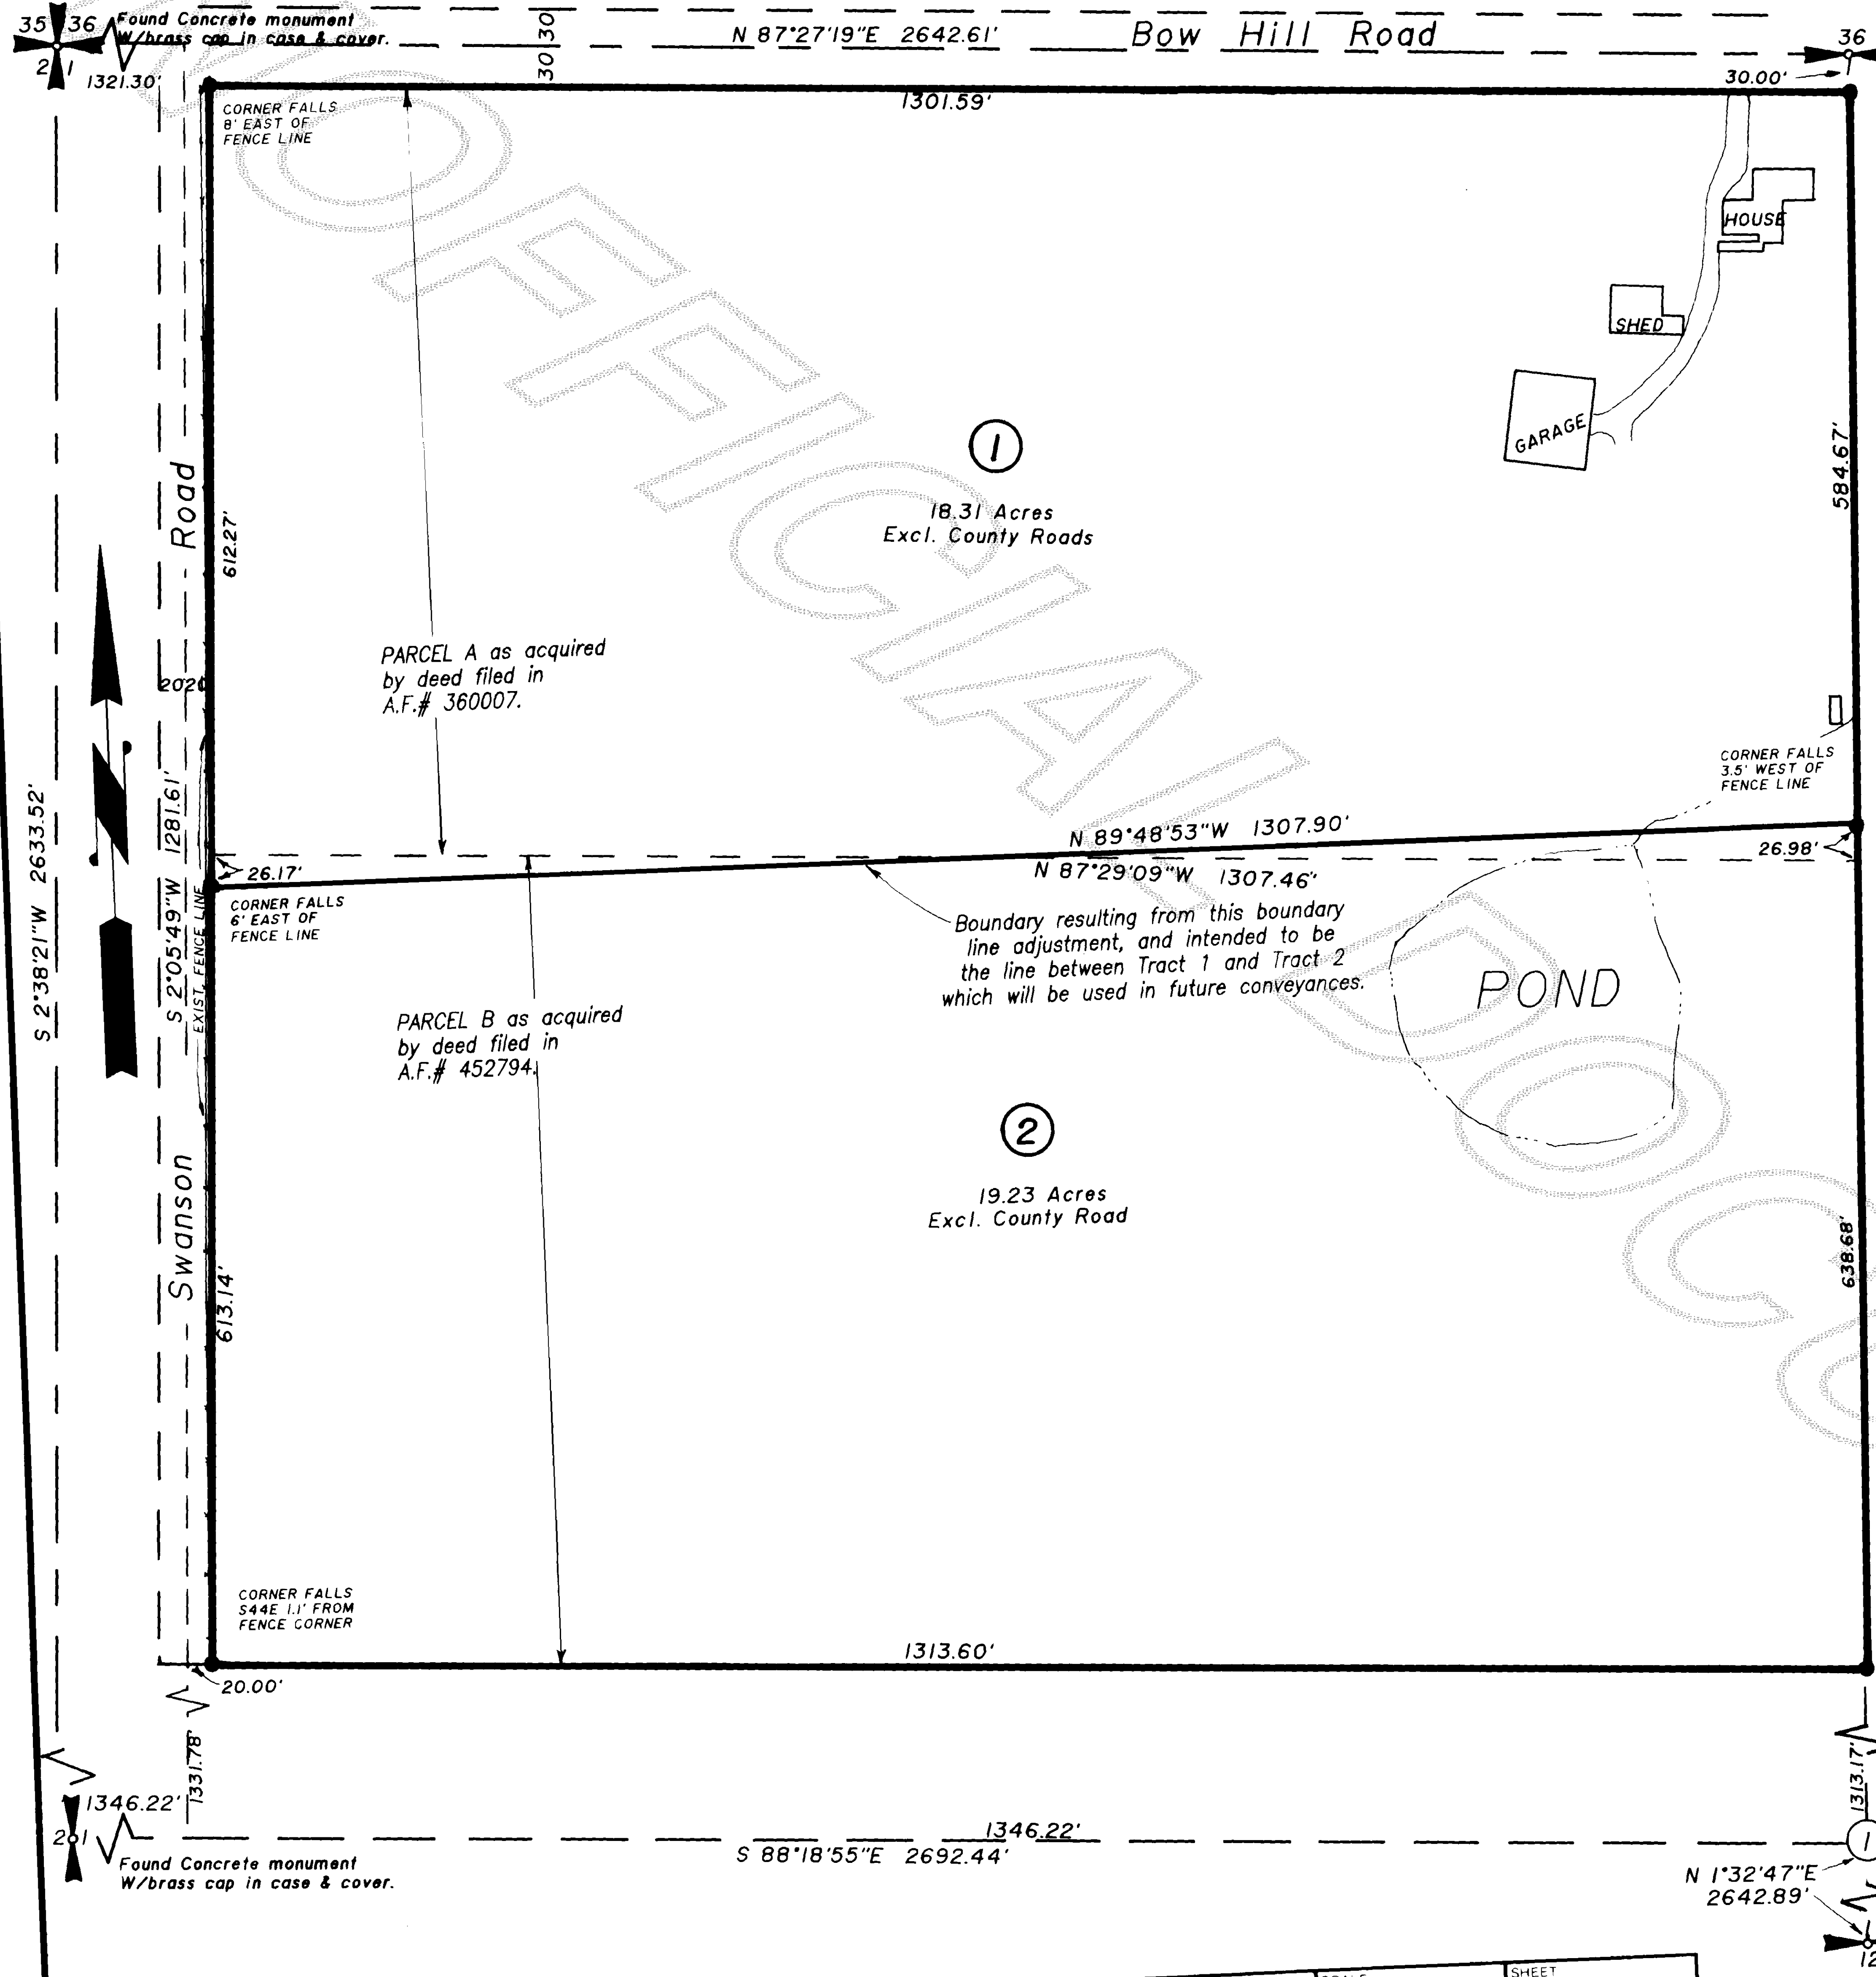 35 36
2 1
Found Concrete monument
W/brass cap in case & cover.
1321.30'
30 30
N 87°27'19"E 2642.61'
Bow Hill Road
36
30.00'
1301.59'
CORNER FALLS
8' EAST OF
FENCE LINE
HOUSE
SHED
GARAGE
584.67'
1
18.31 Acres
Excl. County Roads
Road
612.27'
PARCEL A as acquired
by deed filed in
A.F.# 360007.
2020
CORNER FALLS
3.5' WEST OF
FENCE LINE
S 2°38'21"W 2633.52'
S 2°05'49"W 1281.61'
EXIST. FENCE LINE
N 89°48'53"W 1307.90'
26.98'
26.17'
N 87°29'09"W 1307.46'
CORNER FALLS
6' EAST OF
FENCE LINE
Boundary resulting from this boundary
line adjustment, and intended to be
the line between Tract 1 and Tract 2
which will be used in future conveyances.
POND
PARCEL B as acquired
by deed filed in
A.F.# 452794.
2
19.23 Acres
Excl. County Road
Swanson
613.14'
638.68'
CORNER FALLS
S44E 1.1' FROM
FENCE CORNER
1313.60'
20.00'
1331.78'
1313.17'
1346.22'
2 1
1346.22'
S 88°18'55"E 2692.44'
1
Found Concrete monument
W/brass cap in case & cover.
N 1°32'47"E
2642.89'
12
SHEET
OFFICIAL DOC